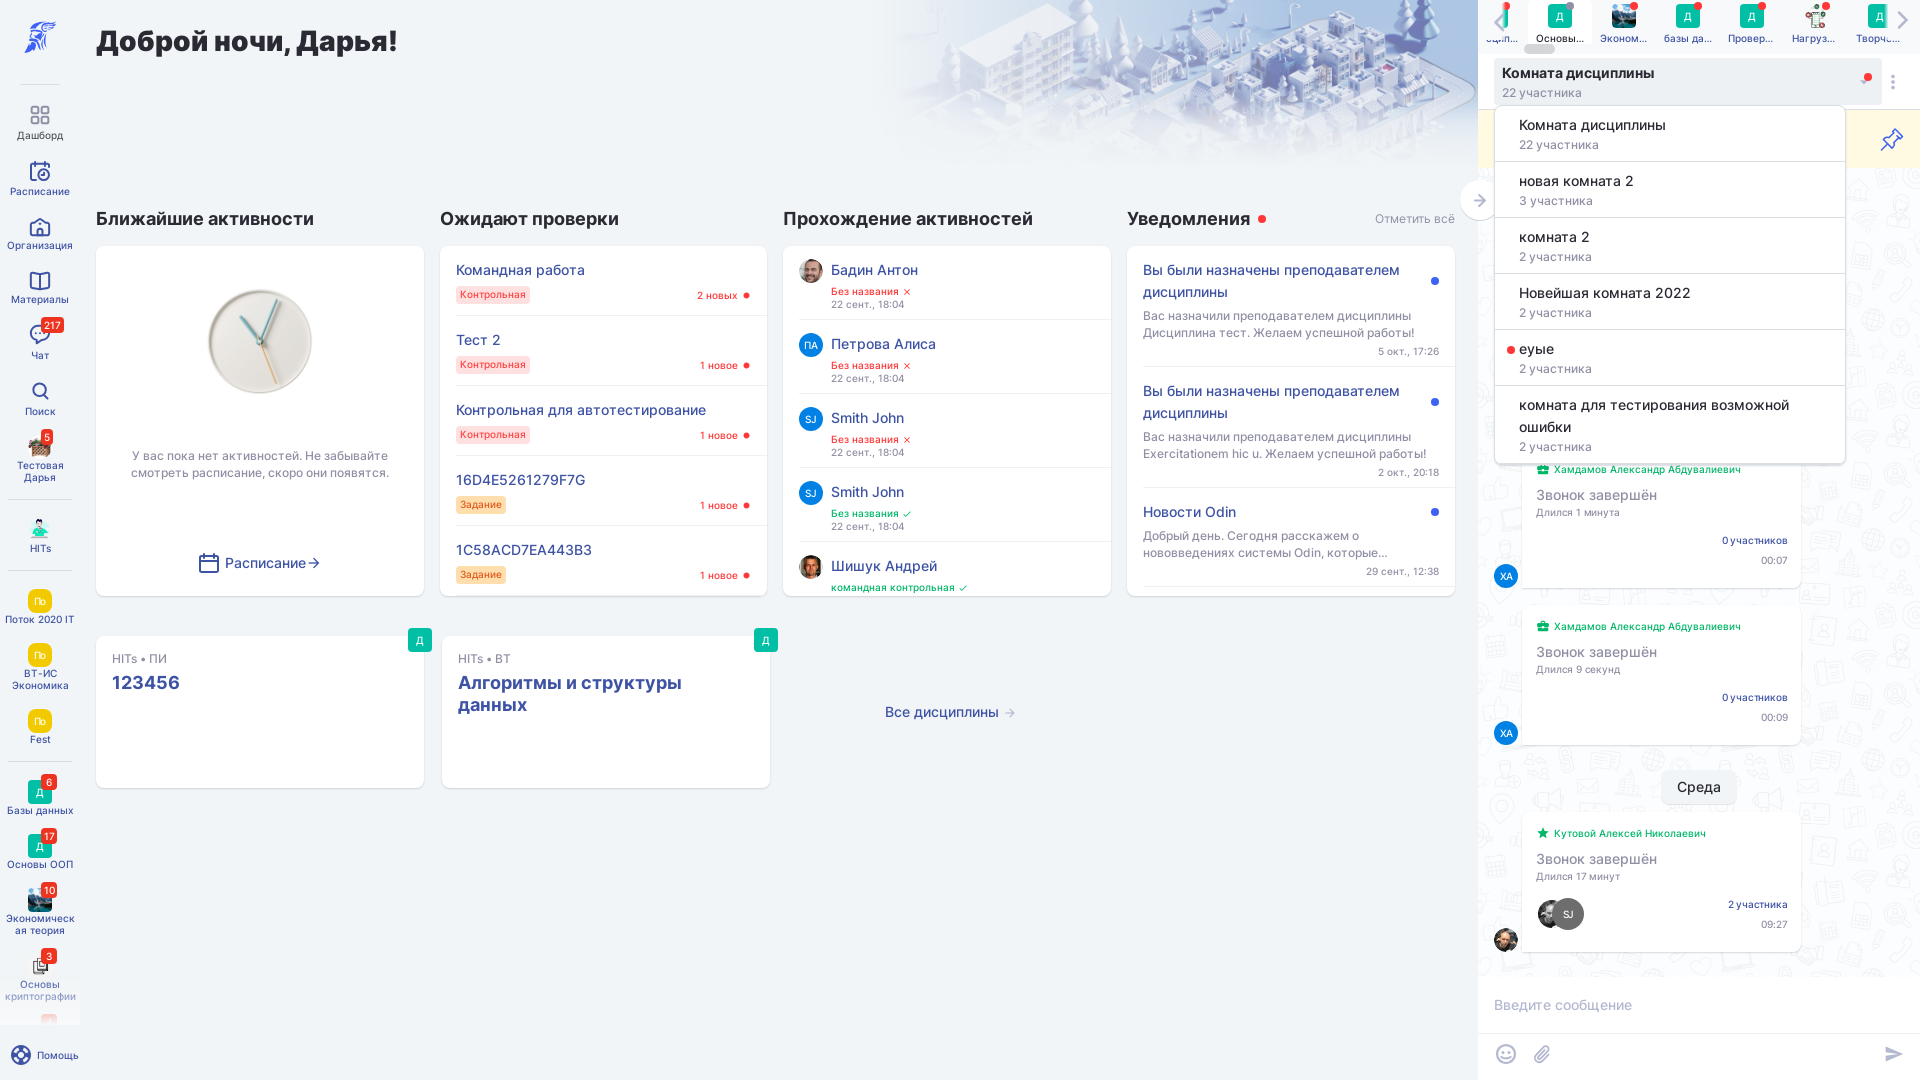 Дашборд
Расписание
Организация
Материалы
217
Чат
Поиск
5
Тестовая
Дарья
HITs
По
Поток 2020 IT
По
ВТ-ИС
Экономика
По
Fest
6
Д
Базы данных
17
Д
Основы ООП
10
Экономическ
ая теория
3
Основы
криптографии
Помощь
Доброй ночи, Дарья!
Ближайшие активности
У вас пока нет активностей. Не забывайте
смотреть расписание, скоро они появятся.
Расписание
Ожидают проверки
Командная работа
Контрольная
2 новых
Тест 2
Контрольная
1 новое
Контрольная для автотестирование
Контрольная
1 новое
16D4E5261279F7G
Задание
1 новое
1C58ACD7EA443B3
Задание
1 новое
Прохождение активностей
Бадин Антон
Без названия
22 сент., 18:04
ПА
Петрова Алиса
Без названия
22 сент., 18:04
SJ
Smith John
Без названия
22 сент., 18:04
SJ
Smith John
Без названия
22 сент., 18:04
Шишук Андрей
командная контрольная
Уведомления
Отметить всё
Вы были назначены преподавателем
дисциплины
Вас назначили преподавателем дисциплины
Дисциплина тест. Желаем успешной работы!
5 окт., 17:26
Вы были назначены преподавателем
дисциплины
Вас назначили преподавателем дисциплины
Exercitationem hic u. Желаем успешной работы!
2 окт., 20:18
Новости Odin
Добрый день. Сегодня расскажем о
нововведениях системы Odin, которые...
29 сент., 12:38
Д
HITs • ПИ
123456
Д
HITs • ВТ
Алгоритмы и структуры
данных
Все дисциплины
Д
Основы...
Эконом...
Д
базы да...
Д
Провер...
Нагруз...
Д
Творче...
Комната дисциплины
22 участника
Комната дисциплины
22 участника
новая комната 2
3 участника
комната 2
2 участника
Новейшая комната 2022
2 участника
еуые
2 участника
комната для тестирования возможной
ошибки
2 участника
Хамдамов Александр Абдувалиевич
Звонок завершён
Длился 1 минута
0 участников
00:07
ХА
Хамдамов Александр Абдувалиевич
Звонок завершён
Длился 9 секунд
0 участников
00:09
ХА
Среда
Кутовой Алексей Николаевич
Звонок завершён
Длился 17 минут
SJ
2 участника
09:27
Введите сообщение